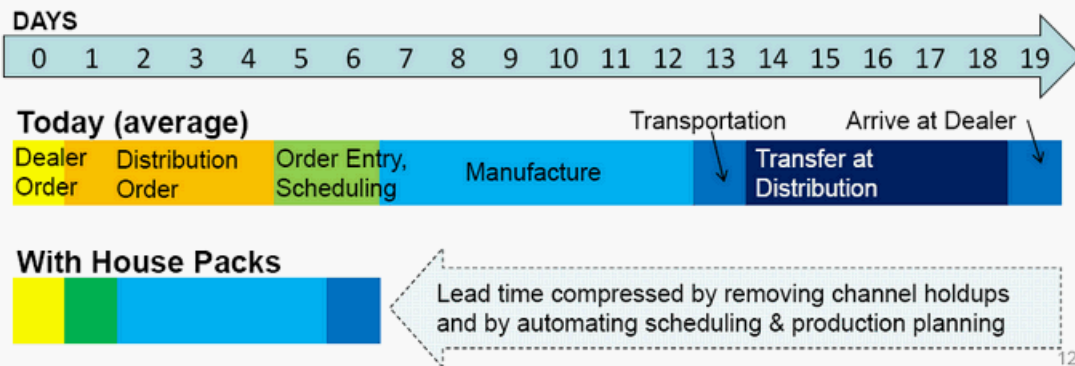 DAYS
0 1 2 3 4 5 6 7 8 9 10 11 12 13 14 15 16 17 18 19
Today (average)
Transportation
Arrive at Dealer
Dealer
Order
Distribution
Order
Order Entry,
Scheduling
Manufacture
Transfer at
Distribution
With House Packs
Lead time compressed by removing channel holdups
and by automating scheduling & production planning
12